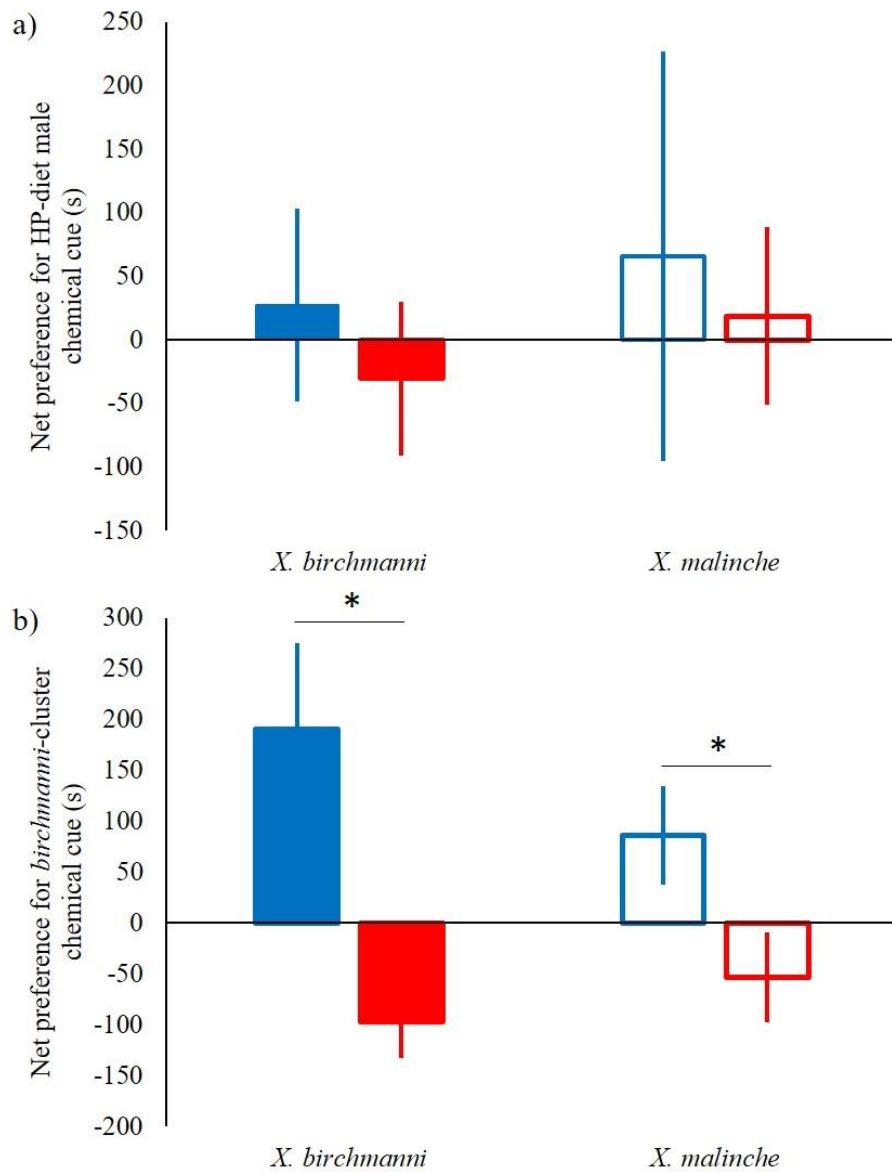 a)
Net preference for HP-diet male
chemical cue (s)
250
200
150
100
50
0
-50
-100
-150
X. birchmanni
X. malinche
b)
Net preference for birchmanni-cluster
chemical cue (s)
300
250
200
150
100
50
0
-50
-100
-150
-200
*
*
X. birchmanni
X. malinche